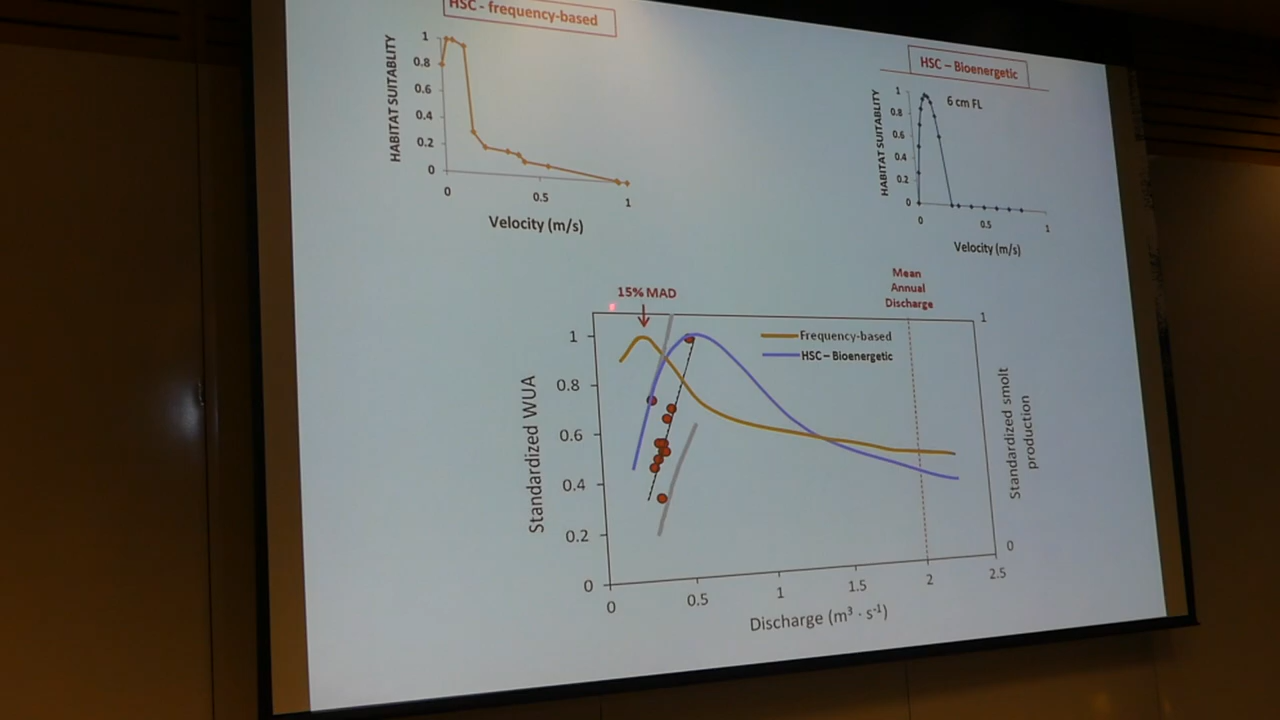 HSC - frequency-based
HABITAT SUITABLITY
1
0.8
0.6
0.4
0.2
0
0
0.5
1
Velocity (m/s)
HSC – Bioenergetic
6 cm FL
HABITAT SUITABLITY
1
0.8
0.6
0.4
0.2
0
0
0.5
1
Velocity (m/s)
15% MAD
Mean
Annual
Discharge
Frequency-based
HSC – Bioenergetic
Standardized WUA
1
0.8
0.6
0.4
0.2
0
0
0.5
1
1.5
2
2.5
Discharge (m³ · s⁻¹)
1
0
Standardized smolt
production